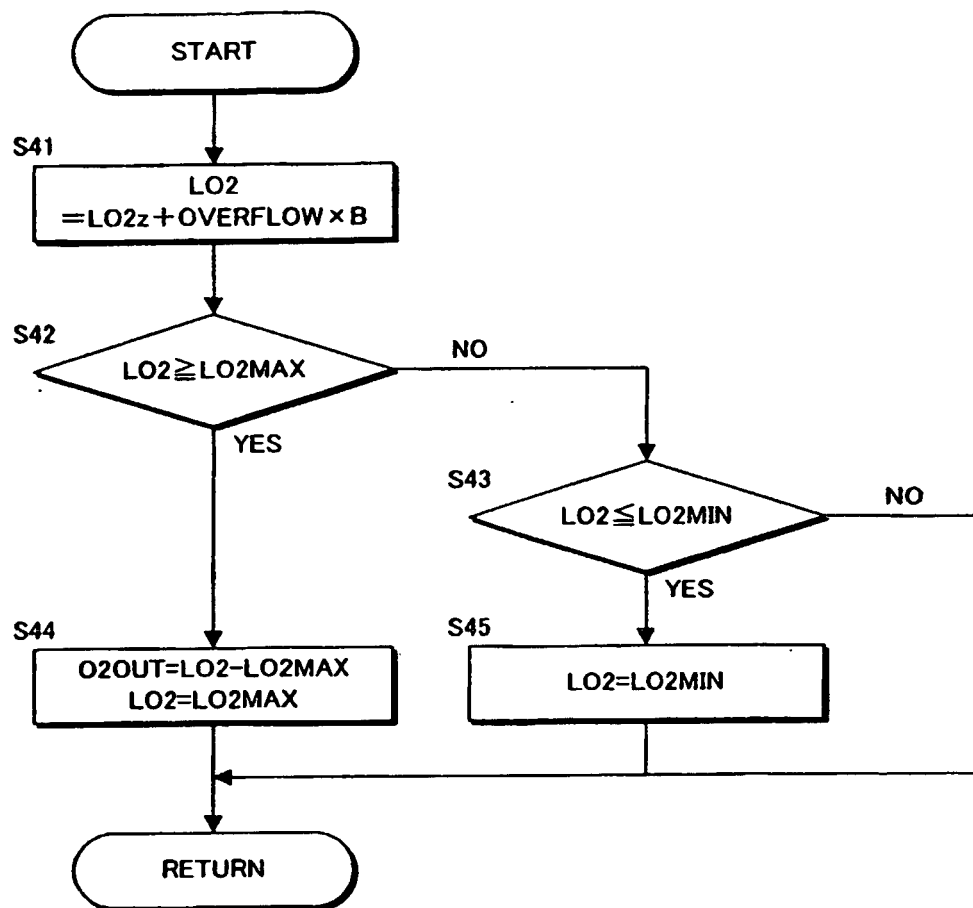 START
S41
LO2
=LO2z+OVERFLOW×B
S42
LO2≧LO2MAX
NO
YES
S43
LO2≦LO2MIN
NO
YES
S44
O2OUT=LO2-LO2MAX
LO2=LO2MAX
S45
LO2=LO2MIN
RETURN